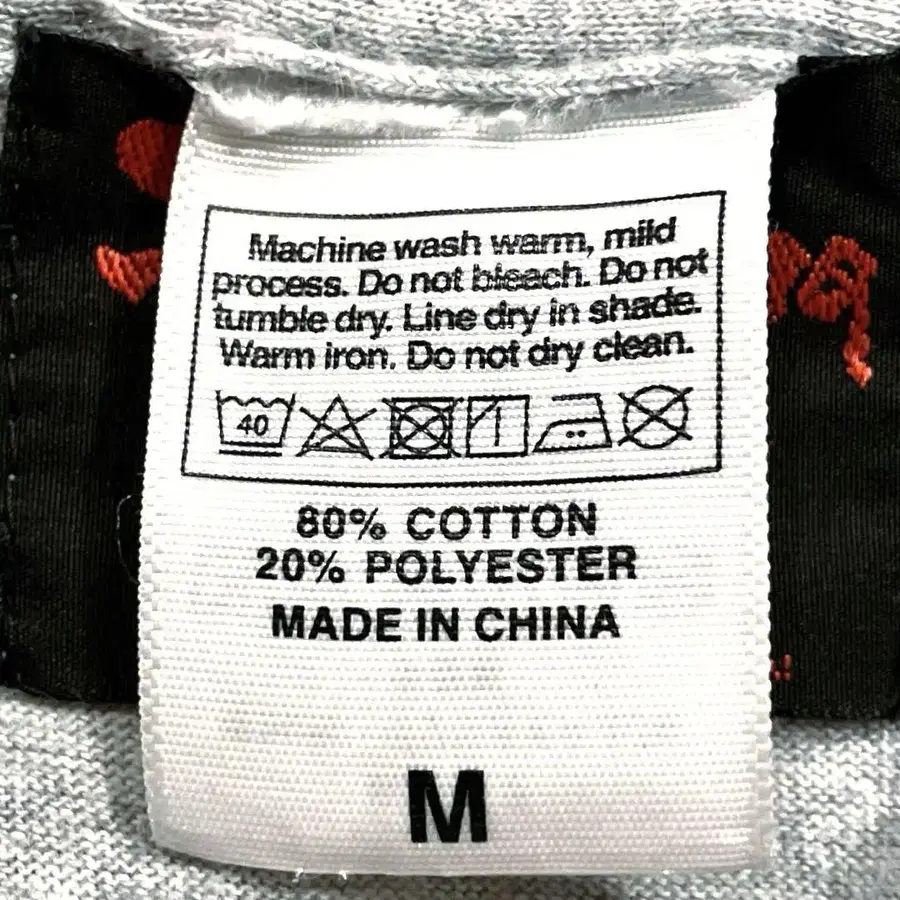 Machine wash warm, mild
process. Do not bleach. Do not
tumble dry. Line dry in shade.
Warm iron. Do not dry clean.
40
80% COTTON
20% POLYESTER
MADE IN CHINA
M